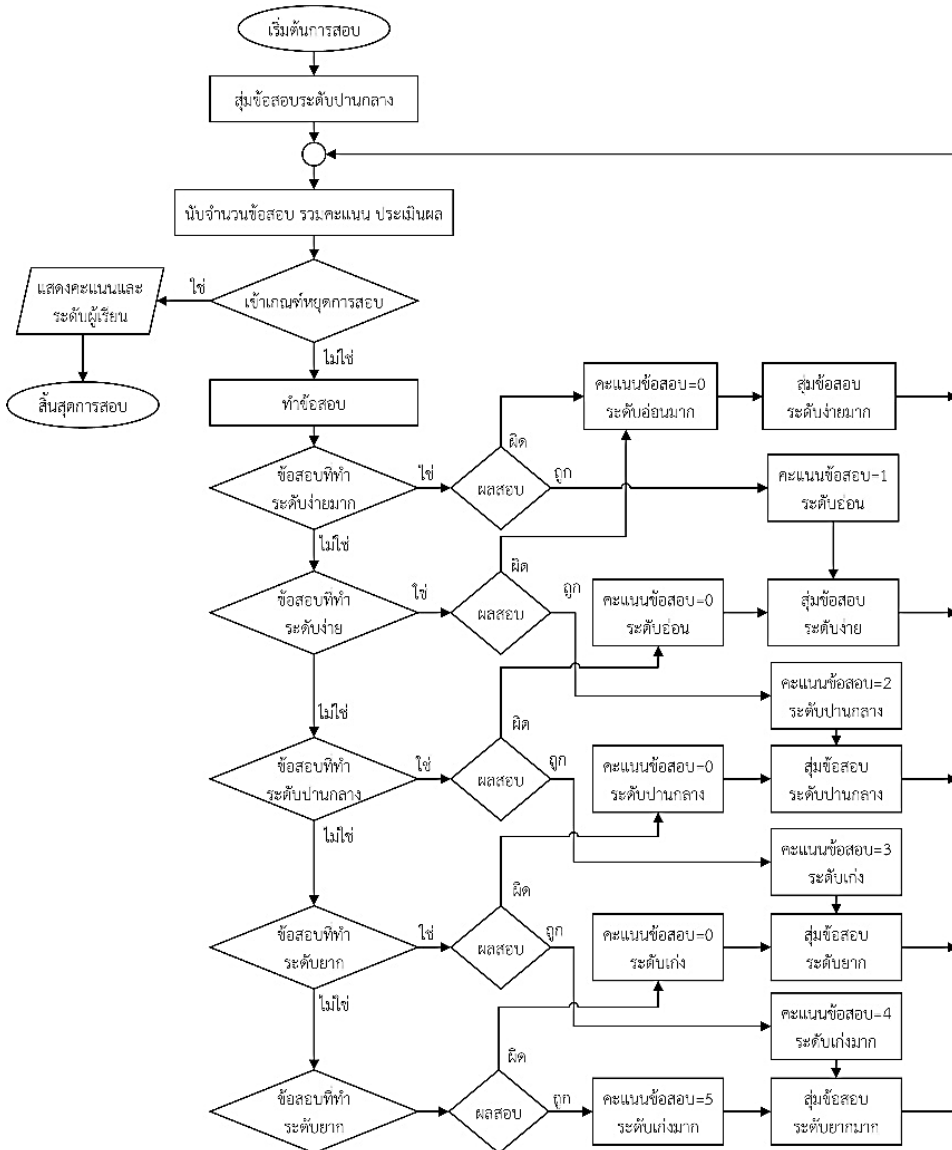 เริ่มต้นการสอบ
สุ่มข้อสอบระดับปานกลาง
นับจำนวนข้อสอบ รวมคะแนน ประเมินผล
แสดงคะแนนและ
ระดับผู้เรียน
ใช่
เข้าเกณฑ์หยุดการสอบ
ไม่ใช่
สิ้นสุดการสอบ
ทำข้อสอบ
คะแนนข้อสอบ=0
ระดับอ่อนมาก
สุ่มข้อสอบ
ระดับง่ายมาก
ผิด
ข้อสอบที่ทำ
ระดับง่ายมาก
ใช่
ผลสอบ
ถูก
คะแนนข้อสอบ=1
ระดับอ่อน
ไม่ใช่
ผิด
ข้อสอบที่ทำ
ระดับง่าย
ใช่
ผลสอบ
ถูก
คะแนนข้อสอบ=0
ระดับอ่อน
สุ่มข้อสอบ
ระดับง่าย
คะแนนข้อสอบ=2
ระดับปานกลาง
ไม่ใช่
ผิด
ข้อสอบที่ทำ
ระดับปานกลาง
ใช่
ผลสอบ
ถูก
คะแนนข้อสอบ=0
ระดับปานกลาง
สุ่มข้อสอบ
ระดับปานกลาง
ไม่ใช่
คะแนนข้อสอบ=3
ระดับเก่ง
ผิด
ข้อสอบที่ทำ
ระดับยาก
ใช่
ผลสอบ
ถูก
คะแนนข้อสอบ=0
ระดับเก่ง
สุ่มข้อสอบ
ระดับยาก
ไม่ใช่
คะแนนข้อสอบ=4
ระดับเก่งมาก
ผิด
ข้อสอบที่ทำ
ระดับยาก
ผลสอบ
ถูก
คะแนนข้อสอบ=5
ระดับเก่งมาก
สุ่มข้อสอบ
ระดับยากมาก